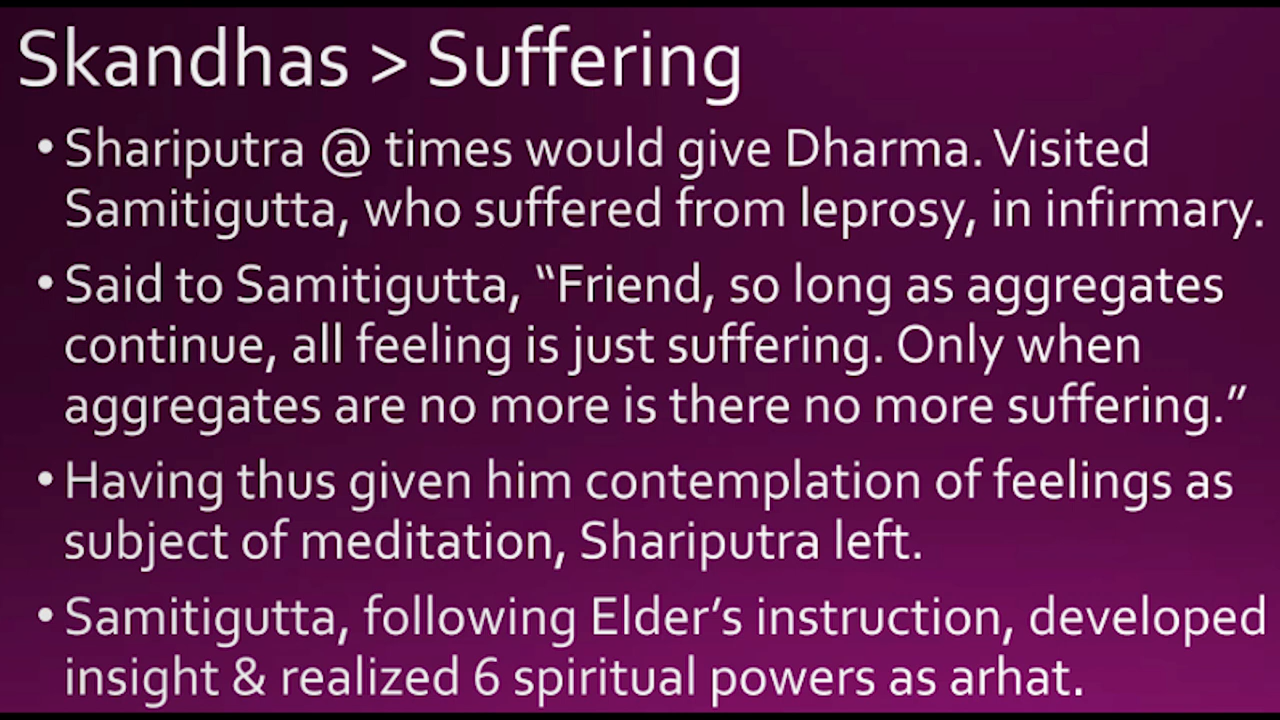 Skandhas > Suffering
• Shariputra @ times would give Dharma. Visited
Samitigutta, who suffered from leprosy, in infirmary.
• Said to Samitigutta, “Friend, so long as aggregates
continue, all feeling is just suffering. Only when
aggregates are no more is there no more suffering.”
• Having thus given him contemplation of feelings as
subject of meditation, Shariputra left.
• Samitigutta, following Elder’s instruction, developed
insight & realized 6 spiritual powers as arhat.